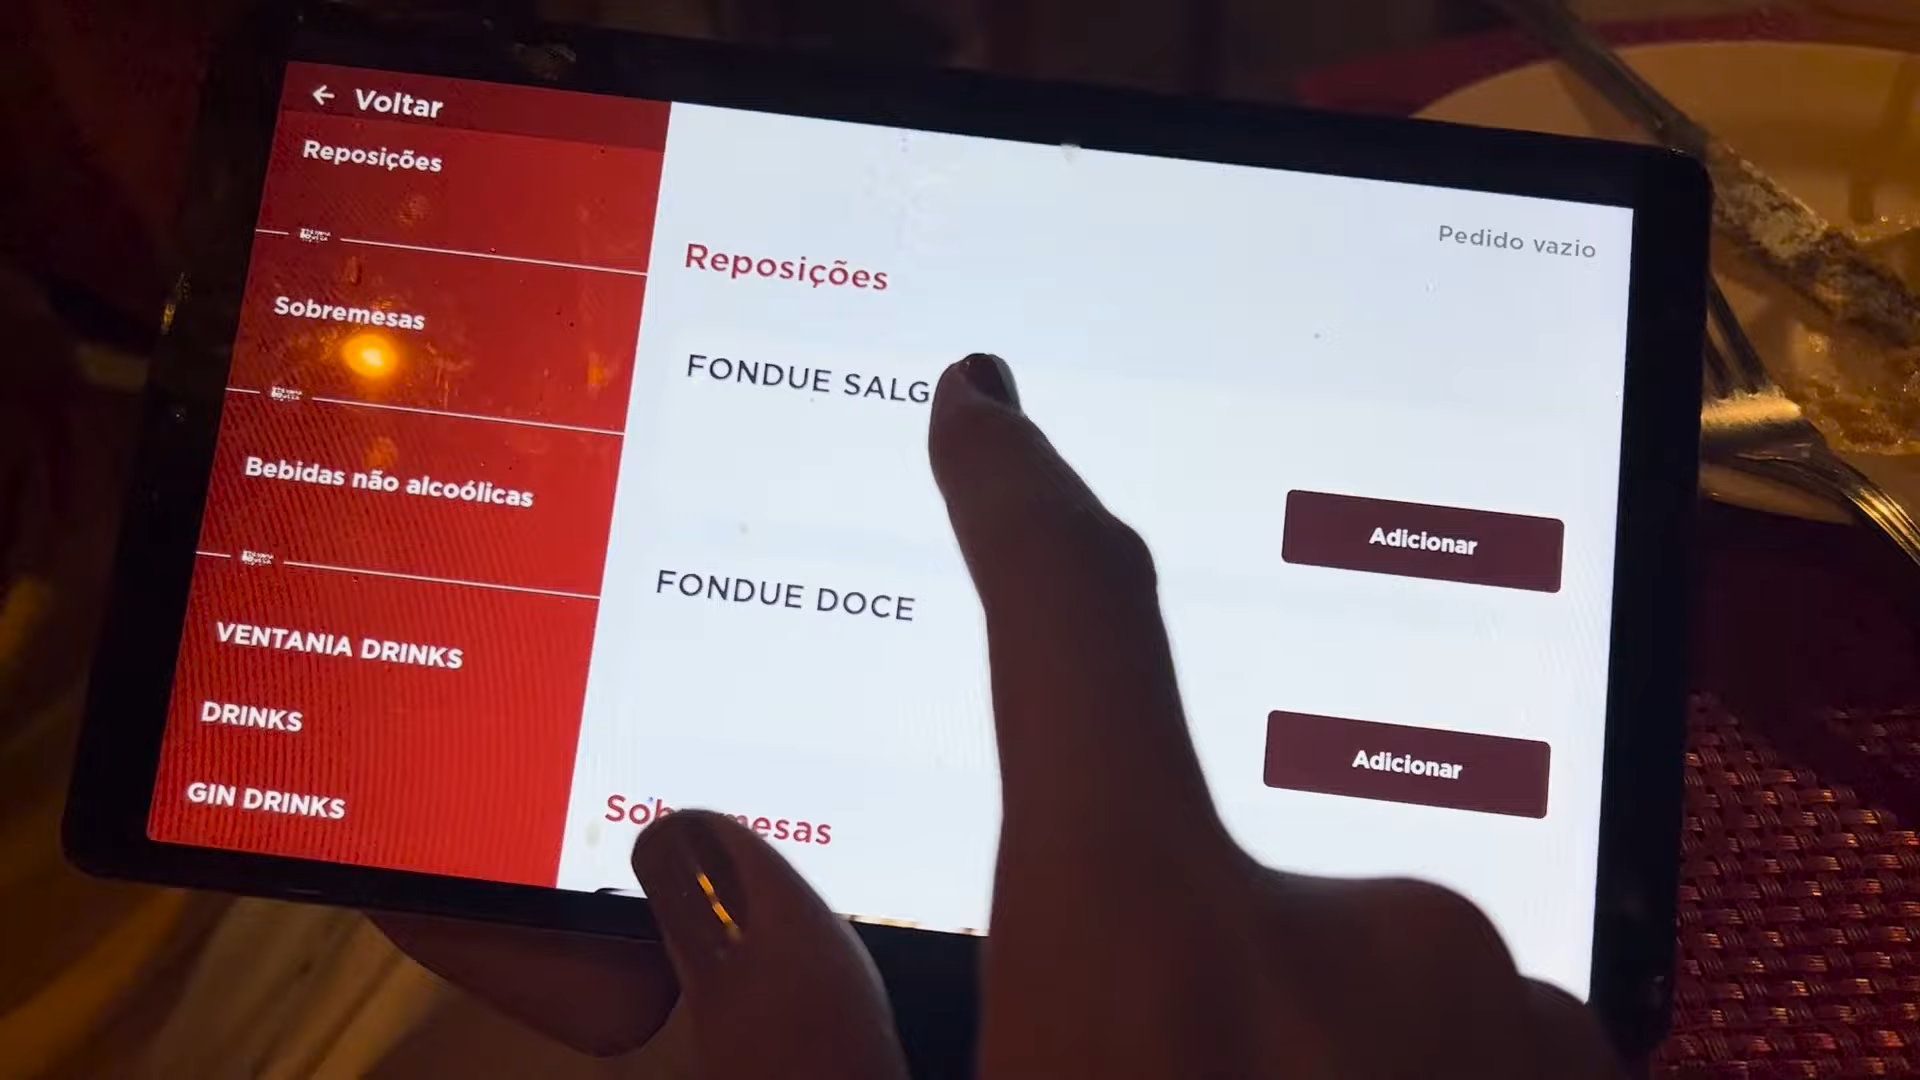 ← Voltar
Reposições
Sobremesas
Bebidas não alcoólicas
VENTANIA DRINKS
DRINKS
GIN DRINKS
Pedido vazio
Reposições
FONDUE SALG
Adicionar
FONDUE DOCE
Adicionar
Sobremesas